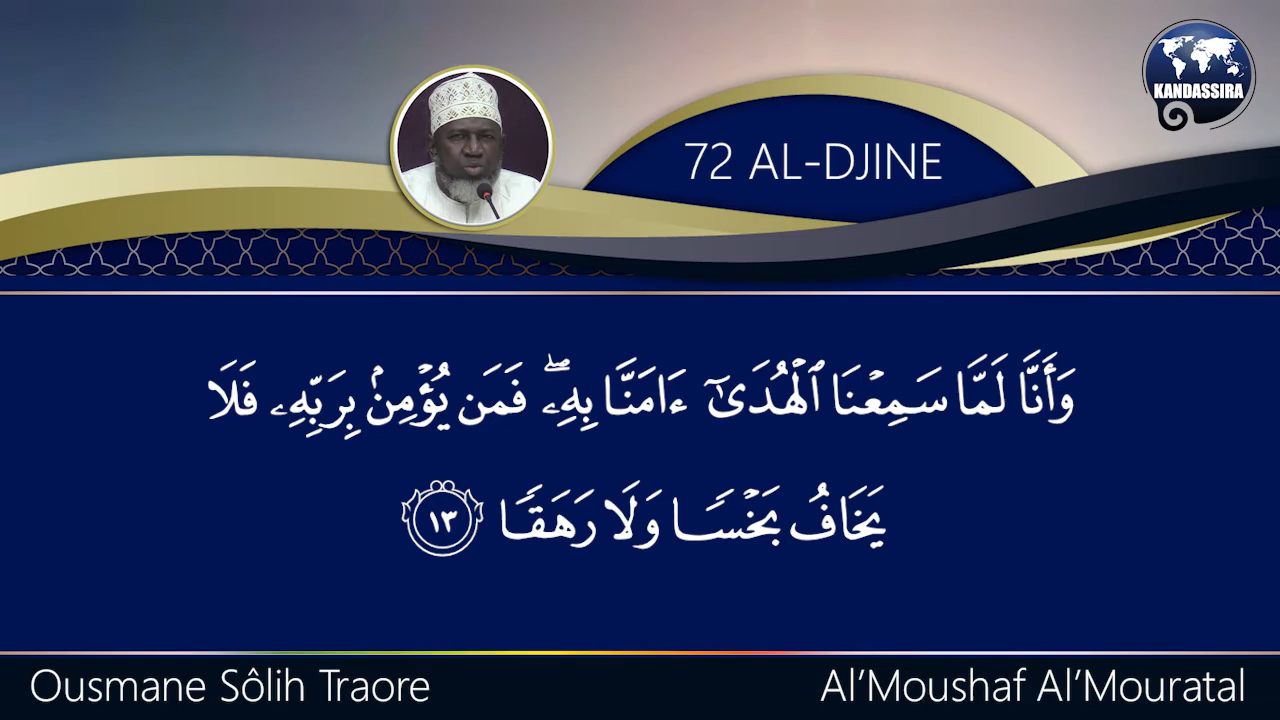 KANDASSIRA
72 AL-DJINE
وَأَنَّا لَمَّا سَمِعْنَا ٱلْهُدَىٰٓ ءَامَنَّا بِهِۦۖ فَمَن يُؤْمِنۢ بِرَبِّهِۦ فَلَا
يَخَافُ بَخْسًا وَلَا رَهَقًا ١٣
Ousmane Sôlih Traore
Al’Moushaf Al’Mouratal